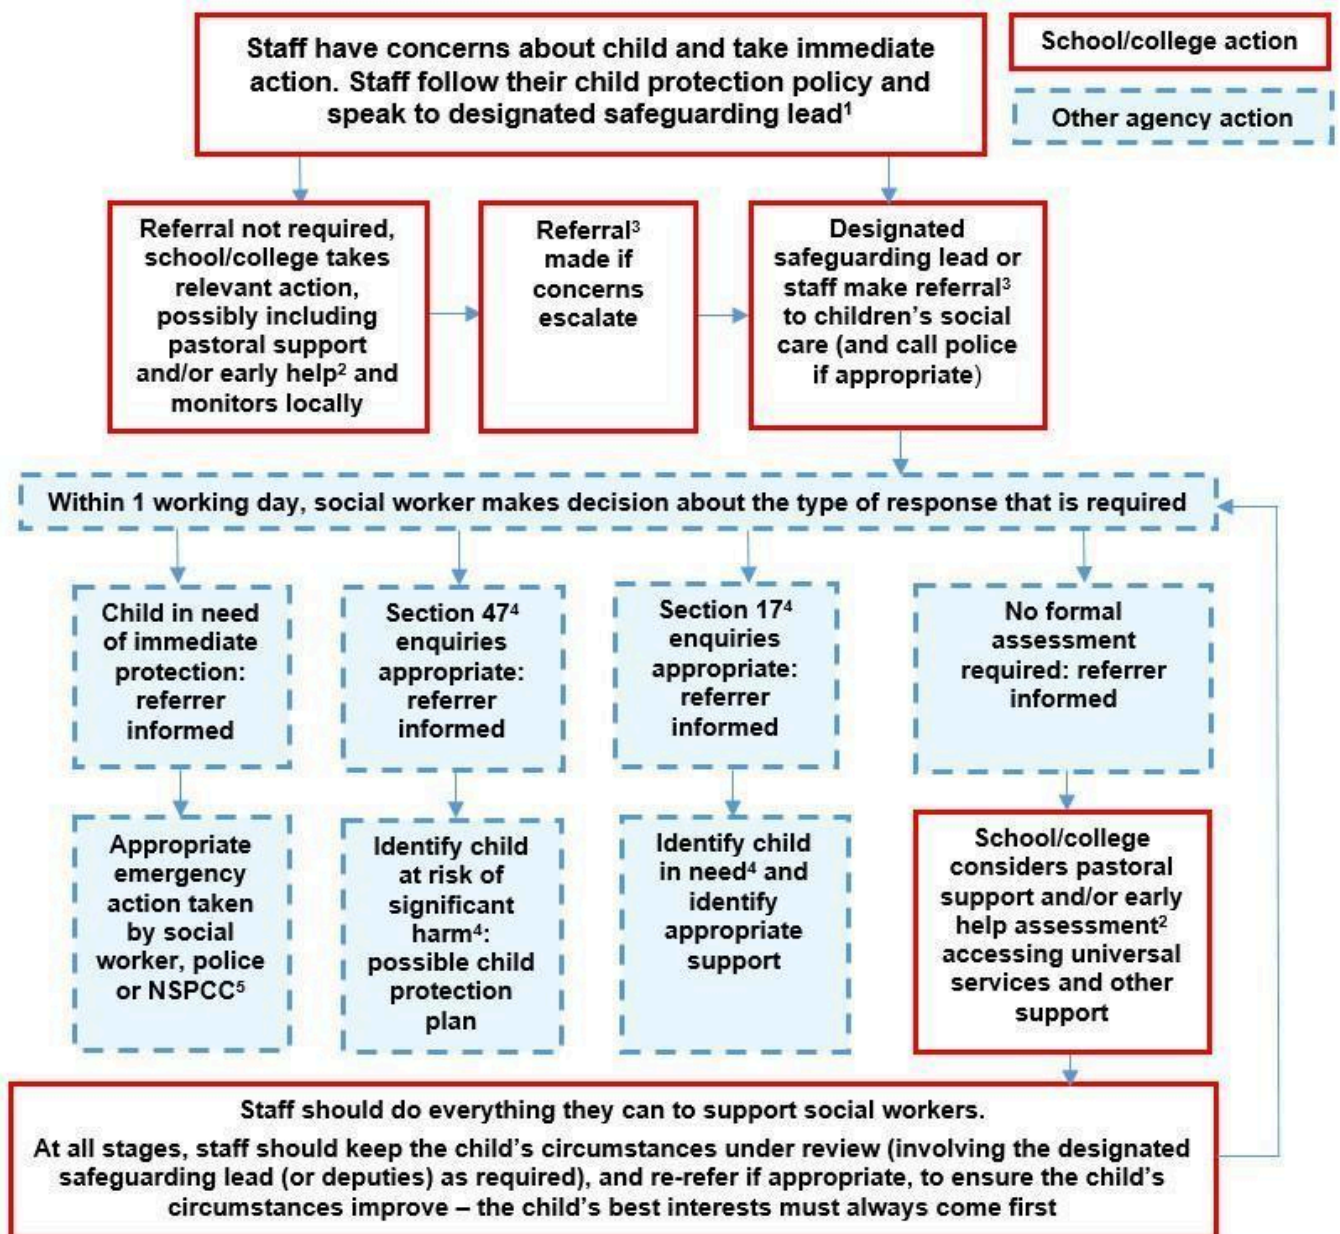 Staff have concerns about child and take immediate
action. Staff follow their child protection policy and
speak to designated safeguarding lead¹
School/college action
Other agency action
Referral not required,
school/college takes
relevant action,
possibly including
pastoral support
and/or early help² and
monitors locally
Referral³
made if
concerns
escalate
Designated
safeguarding lead or
staff make referral³
to children’s social
care (and call police
if appropriate)
Within 1 working day, social worker makes decision about the type of response that is required
Child in need
of immediate
protection:
referrer
informed
Section 47⁴
enquiries
appropriate:
referrer
informed
Section 17⁴
enquiries
appropriate:
referrer
informed
No formal
assessment
required: referrer
informed
Appropriate
emergency
action taken
by social
worker, police
or NSPCC⁵
Identify child
at risk of
significant
harm⁴:
possible child
protection
plan
Identify child
in need⁴ and
identify
appropriate
support
School/college
considers pastoral
support and/or early
help assessment²
accessing universal
services and other
support
Staff should do everything they can to support social workers.
At all stages, staff should keep the child’s circumstances under review (involving the designated
safeguarding lead (or deputies) as required), and re-refer if appropriate, to ensure the child’s
circumstances improve – the child’s best interests must always come first